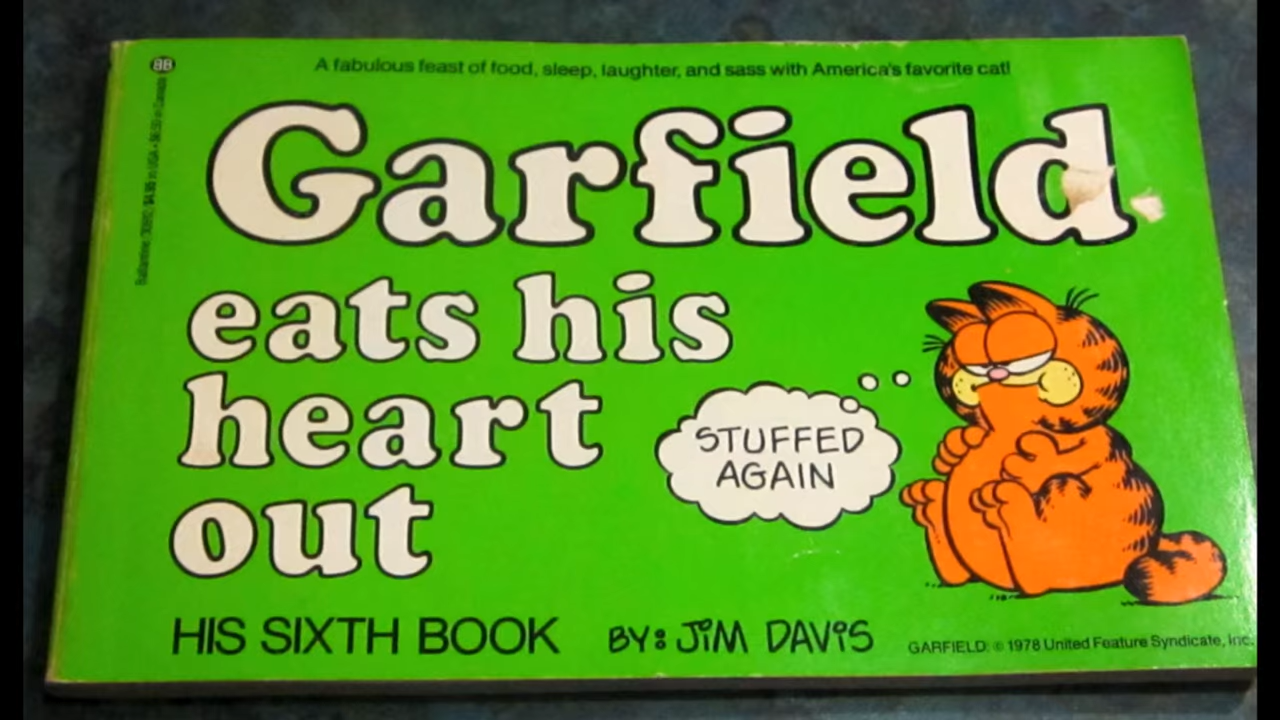 BB
A fabulous feast of food, sleep, laughter, and sass with America's favorite cat!
Garfield
eats his
heart
out
STUFFED
AGAIN
HIS SIXTH BOOK
BY: JIM DAVIS
GARFIELD: © 1978 United Feature Syndicate, Inc.